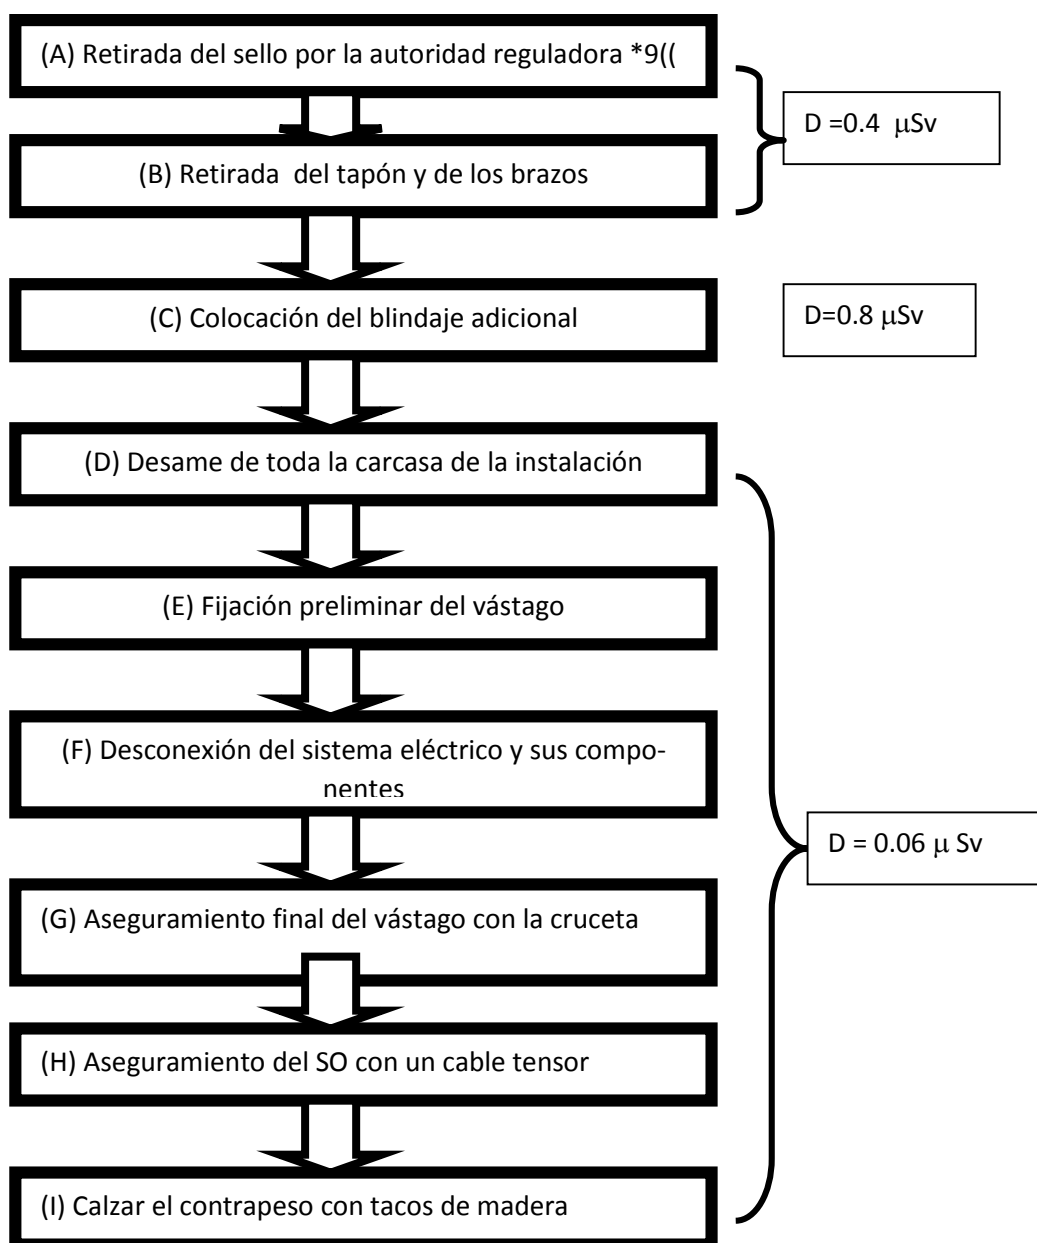 (A) Retirada del sello por la autoridad reguladora *9((
D =0.4 μSv
(B) Retirada del tapón y de los brazos
(C) Colocación del blindaje adicional
D=0.8 μSv
(D) Desame de toda la carcasa de la instalación
(E) Fijación preliminar del vástago
(F) Desconexión del sistema eléctrico y sus compo-
nentes
D = 0.06 μ Sv
(G) Aseguramiento final del vástago con la cruceta
(H) Aseguramiento del SO con un cable tensor
(I) Calzar el contrapeso con tacos de madera